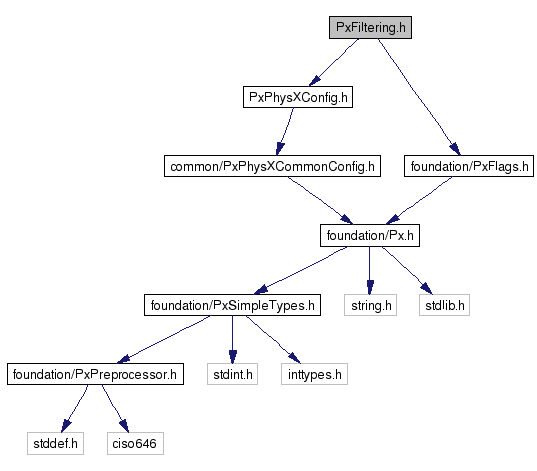 PxFiltering.h
PxPhysXConfig.h
common/PxPhysXCommonConfig.h
foundation/PxFlags.h
foundation/Px.h
foundation/PxSimpleTypes.h
string.h
stdlib.h
foundation/PxPreprocessor.h
stdint.h
inttypes.h
stddef.h
ciso646